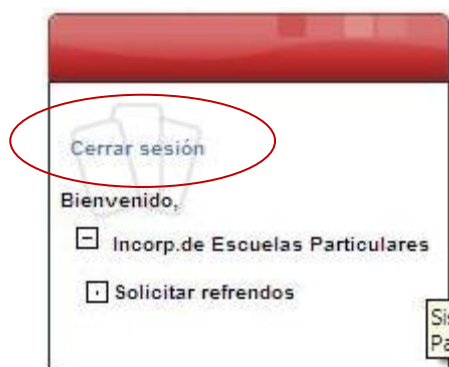 Cerrar sesión
Bienvenido,
Incorp.de Escuelas Particulares
Solicitar refrendos